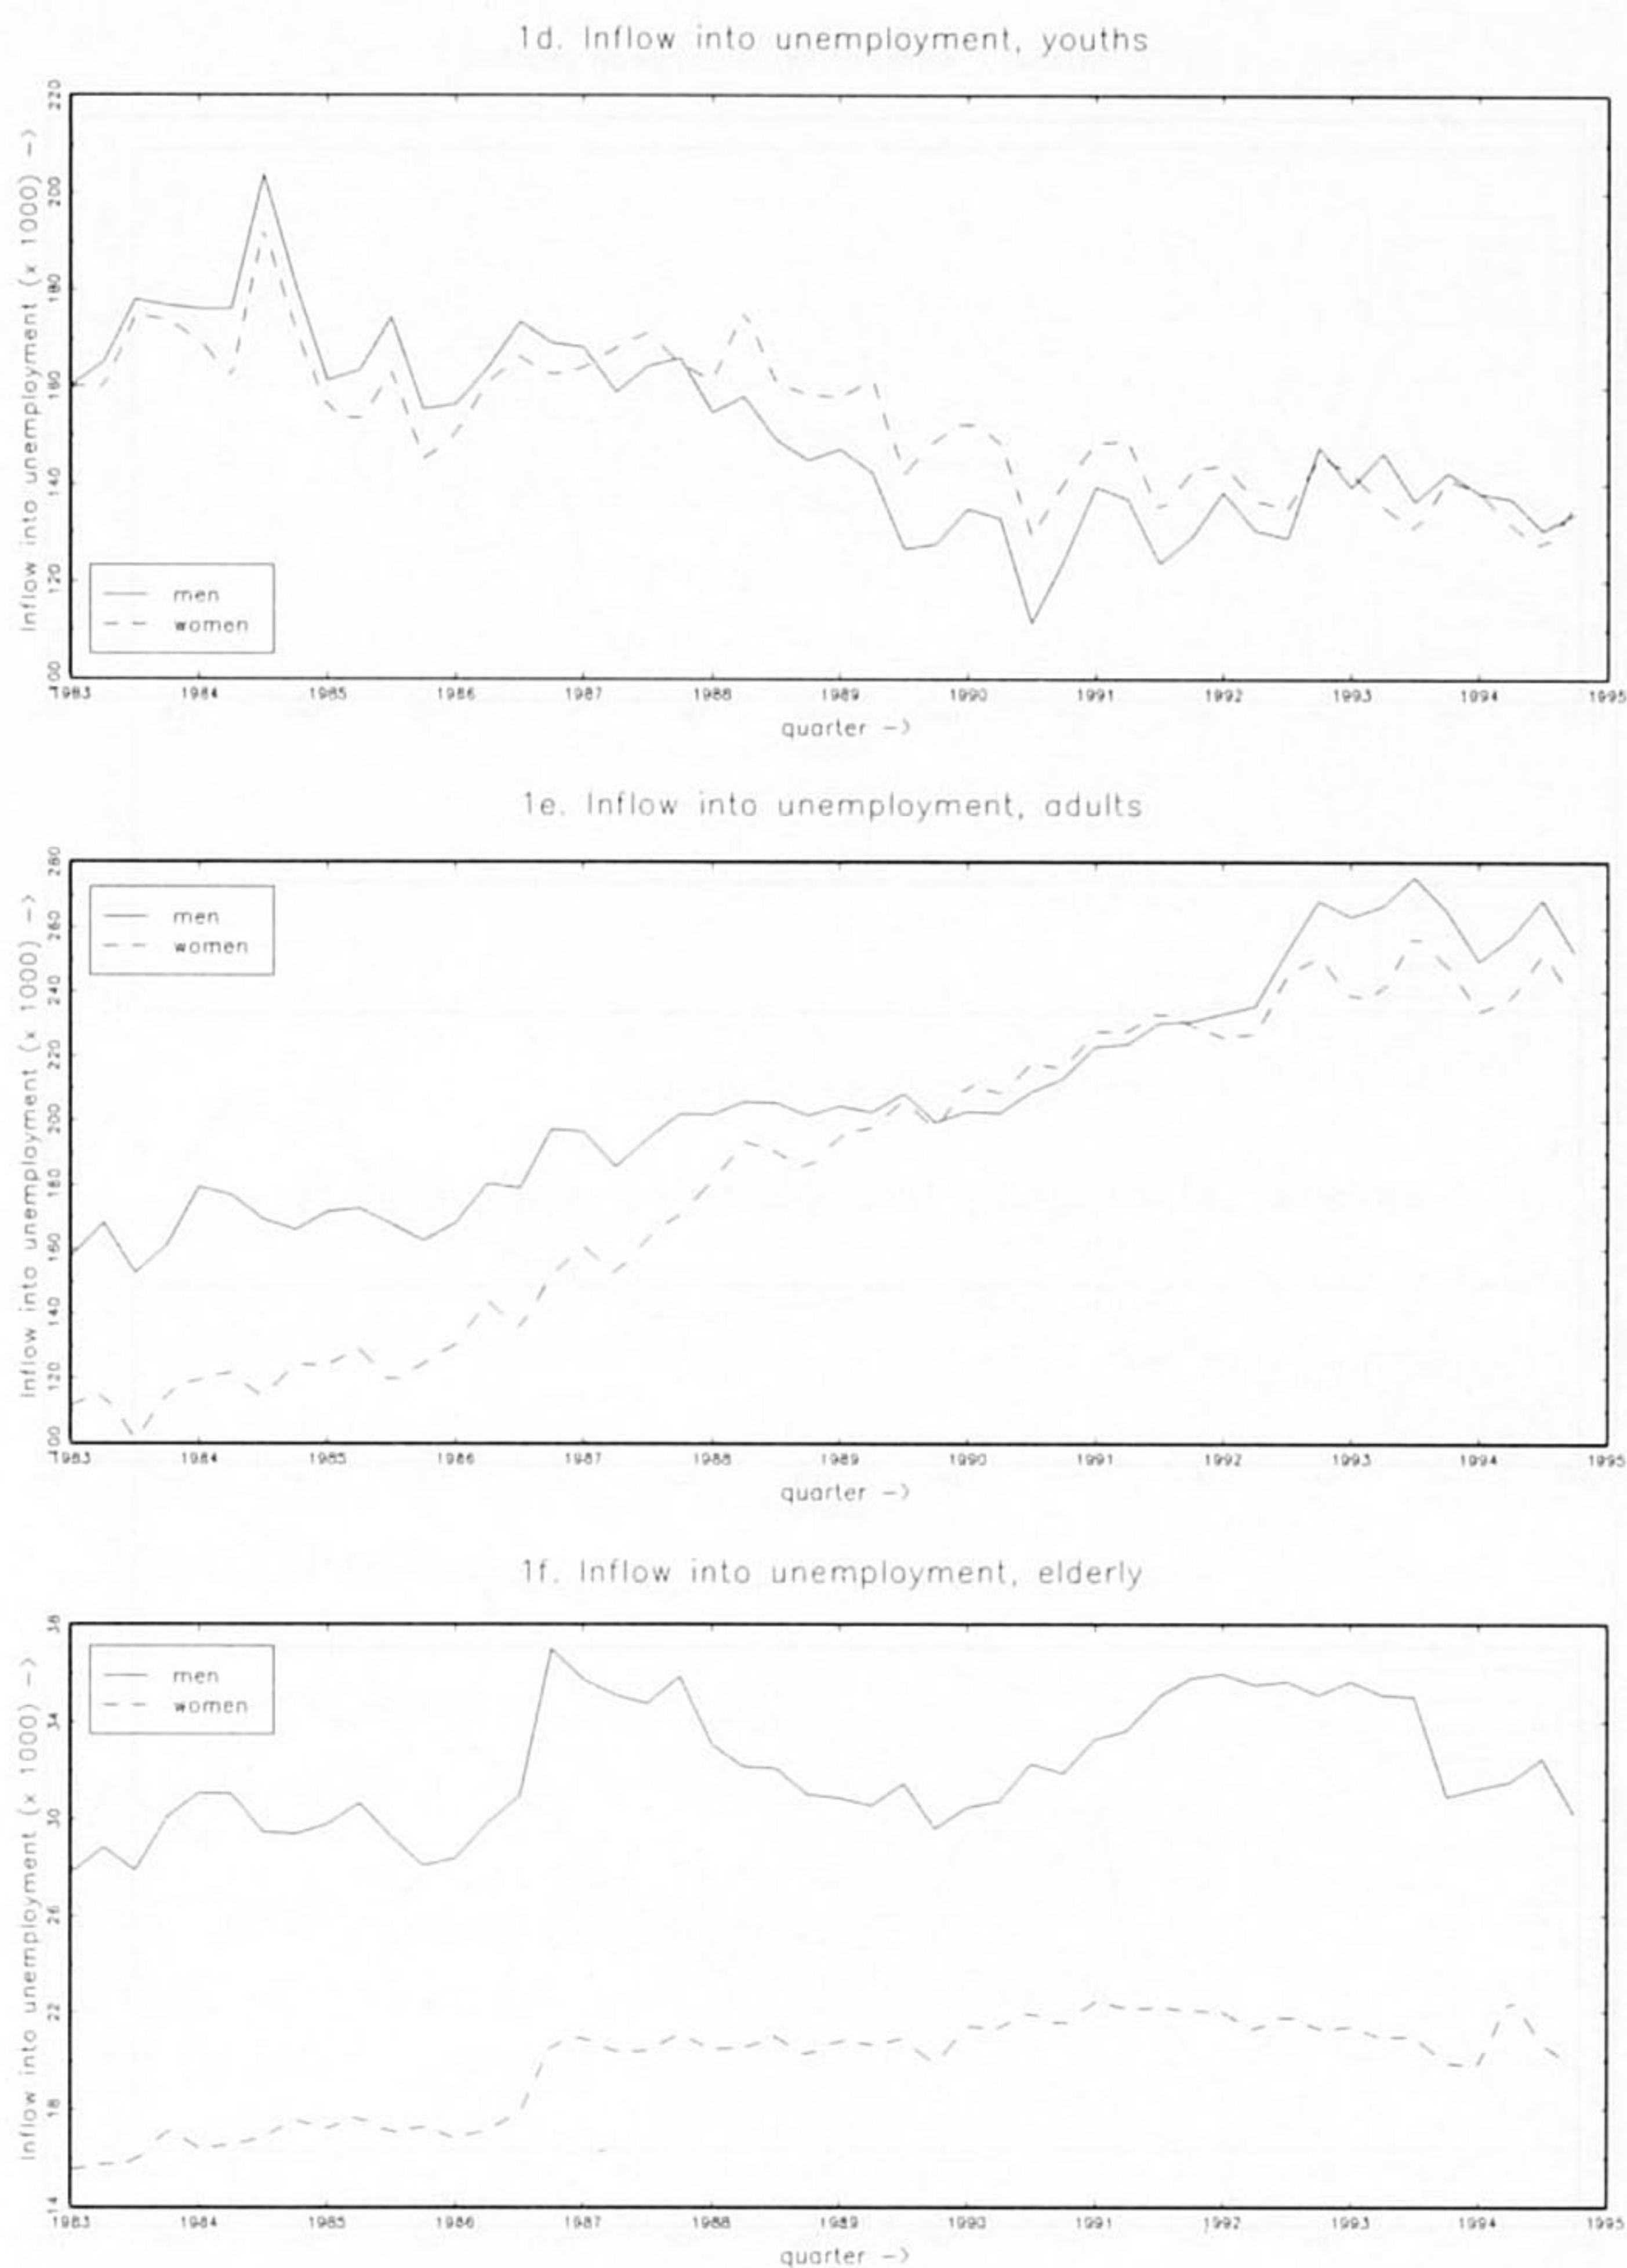 1d. Inflow into unemployment, youths
Inflow into unemployment (x 1000) ->
220
200
180
160
140
120
100
men
women
1983 1984 1985 1986 1987 1988 1989 1990 1991 1992 1993 1994 1995
quarter ->
1e. Inflow into unemployment, adults
Inflow into unemployment (x 1000) ->
280
260
240
220
200
180
160
140
120
100
men
women
1983 1984 1985 1986 1987 1988 1989 1990 1991 1992 1993 1994 1995
quarter ->
1f. Inflow into unemployment, elderly
Inflow into unemployment (x 1000) ->
38
34
30
26
22
18
14
men
women
1983 1984 1985 1986 1987 1988 1989 1990 1991 1992 1993 1994 1995
quarter ->